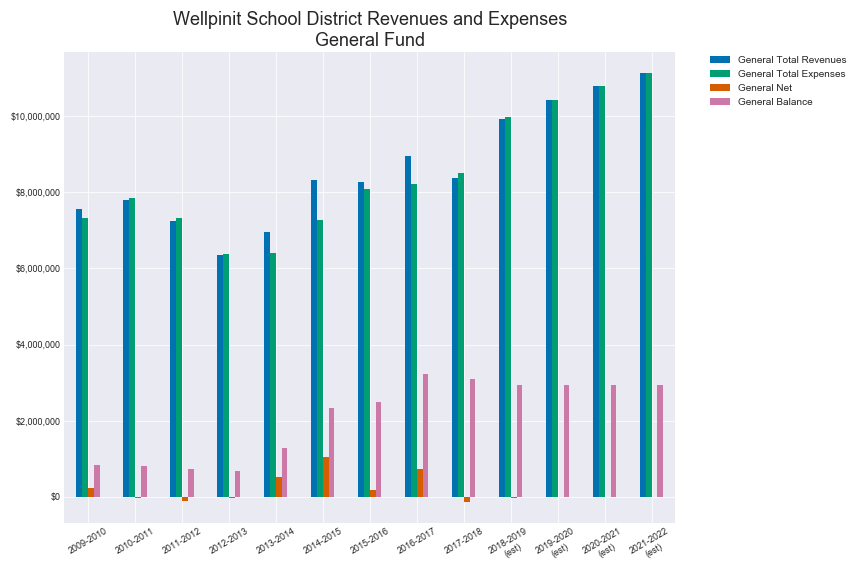 Wellpinit School District Revenues and Expenses
General Fund
General Total Revenues
General Total Expenses
General Net
General Balance
$10,000,000
$8,000,000
$6,000,000
$4,000,000
$2,000,000
$0
2009-2010
2010-2011
2011-2012
2012-2013
2013-2014
2014-2015
2015-2016
2016-2017
2017-2018
2018-2019
(est)
2019-2020
(est)
2020-2021
(est)
2021-2022
(est)